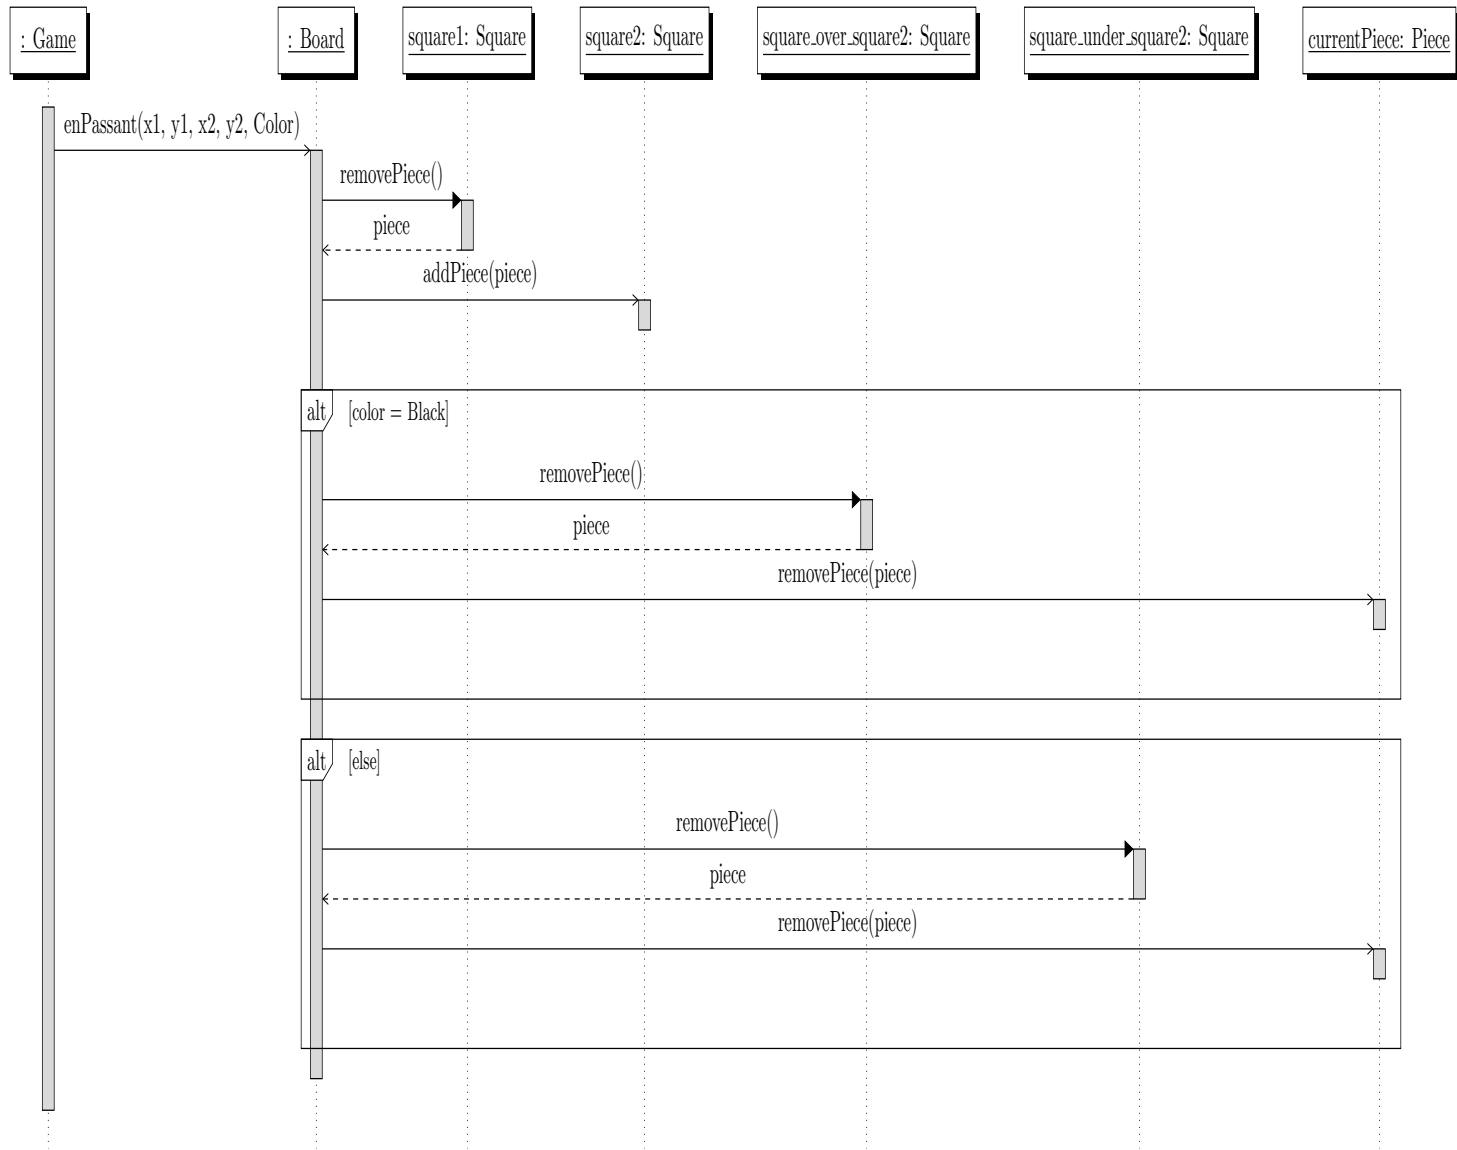 : Game
: Board
square1: Square
square2: Square
square_over_square2: Square
square_under_square2: Square
currentPiece: Piece
enPassant(x1, y1, x2, y2, Color)
removePiece()
piece
addPiece(piece)
alt [color = Black]
removePiece()
piece
removePiece(piece)
alt [else]
removePiece()
piece
removePiece(piece)